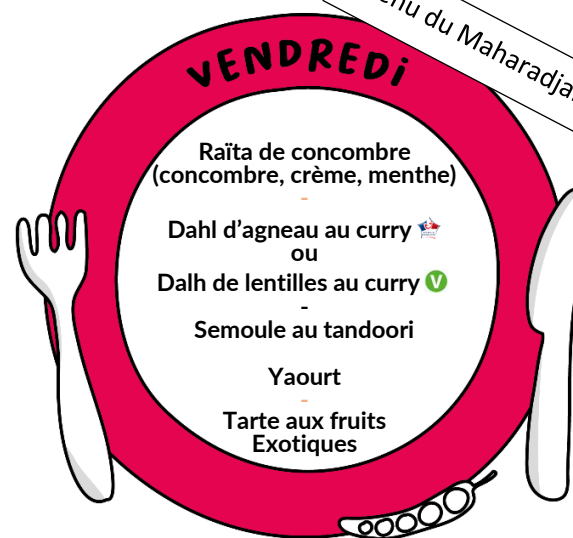 enu du Maharadja
VENDREDi
Raïta de concombre
(concombre, crème, menthe)
-
Dahl d'agneau au curry
ou
Dalh de lentilles au curry V
-
Semoule au tandoori
Yaourt
-
Tarte aux fruits
Exotiques